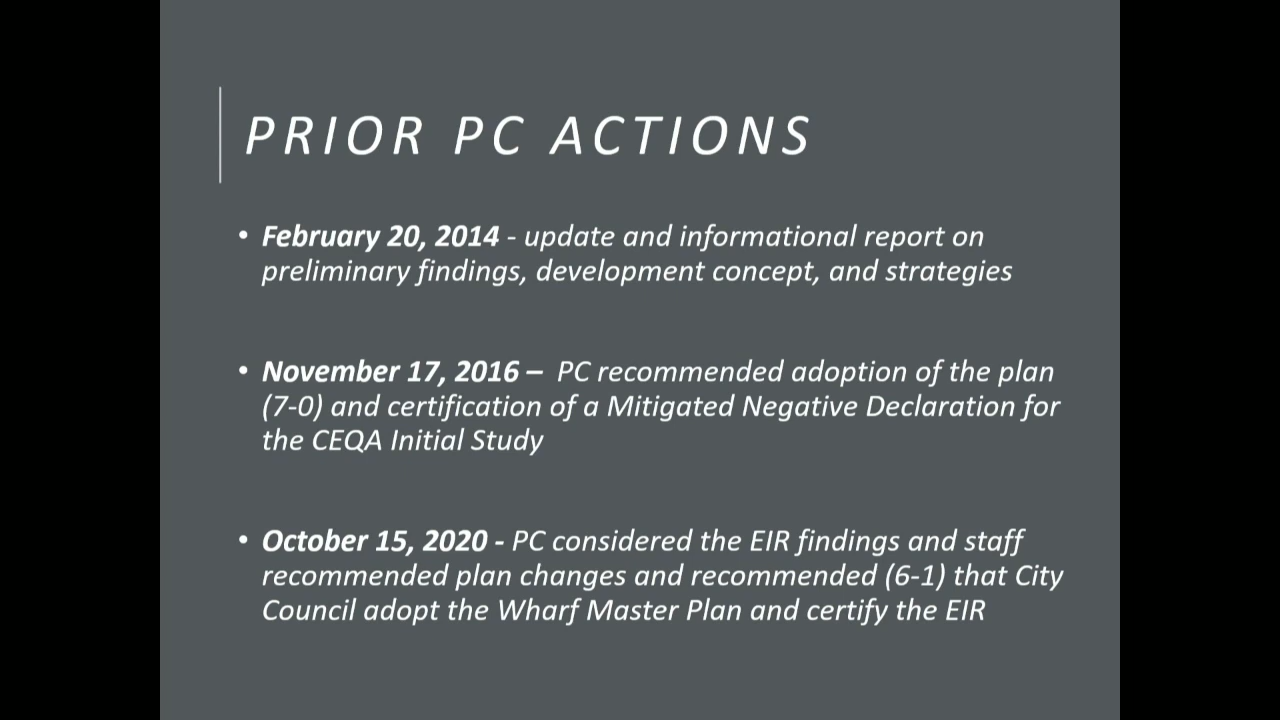 PRIOR PC ACTIONS
• February 20, 2014 - update and informational report on
preliminary findings, development concept, and strategies
• November 17, 2016 – PC recommended adoption of the plan
(7-0) and certification of a Mitigated Negative Declaration for
the CEQA Initial Study
• October 15, 2020 - PC considered the EIR findings and staff
recommended plan changes and recommended (6-1) that City
Council adopt the Wharf Master Plan and certify the EIR